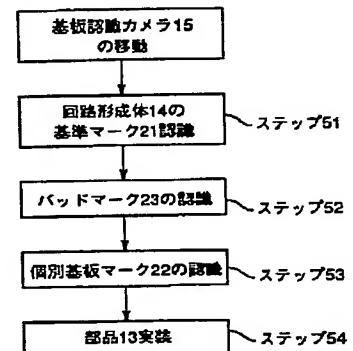 基板認識カメラ15
の移動
回路形成体14の
基準マーク21認識
ステップ51
バッドマーク23の認識
ステップ52
個別基板マーク22の認識
ステップ53
部品13実装
ステップ54